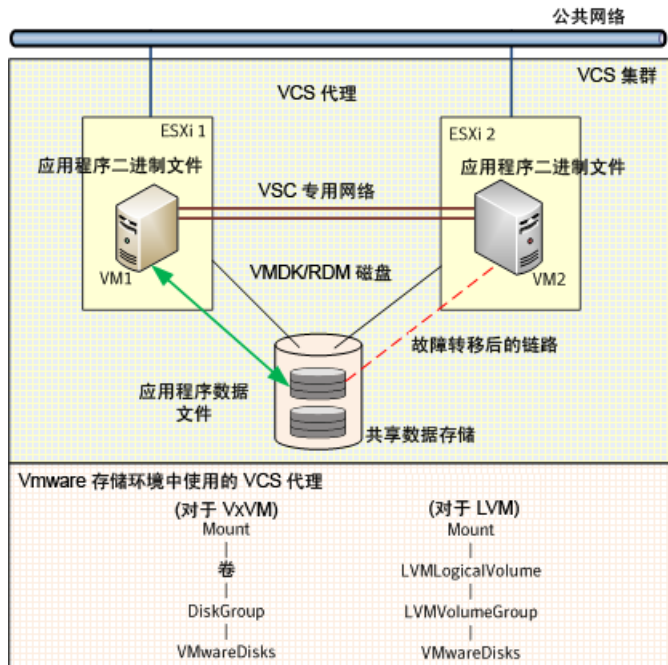 公共网络
VCS 集群
VCS 代理
ESXi 1
ESXi 2
应用程序二进制文件
应用程序二进制文件
VSC 专用网络
VM1
VMDK/RDM 磁盘
VM2
故障转移后的链路
应用程序数据
文件
共享数据存储
Vmware 存储环境中使用的 VCS 代理
(对于 VxVM)
Mount
卷
DiskGroup
VMwareDisks
(对于 LVM)
Mount
LVMLogicalVolume
LVMVolumeGroup
VMwareDisks